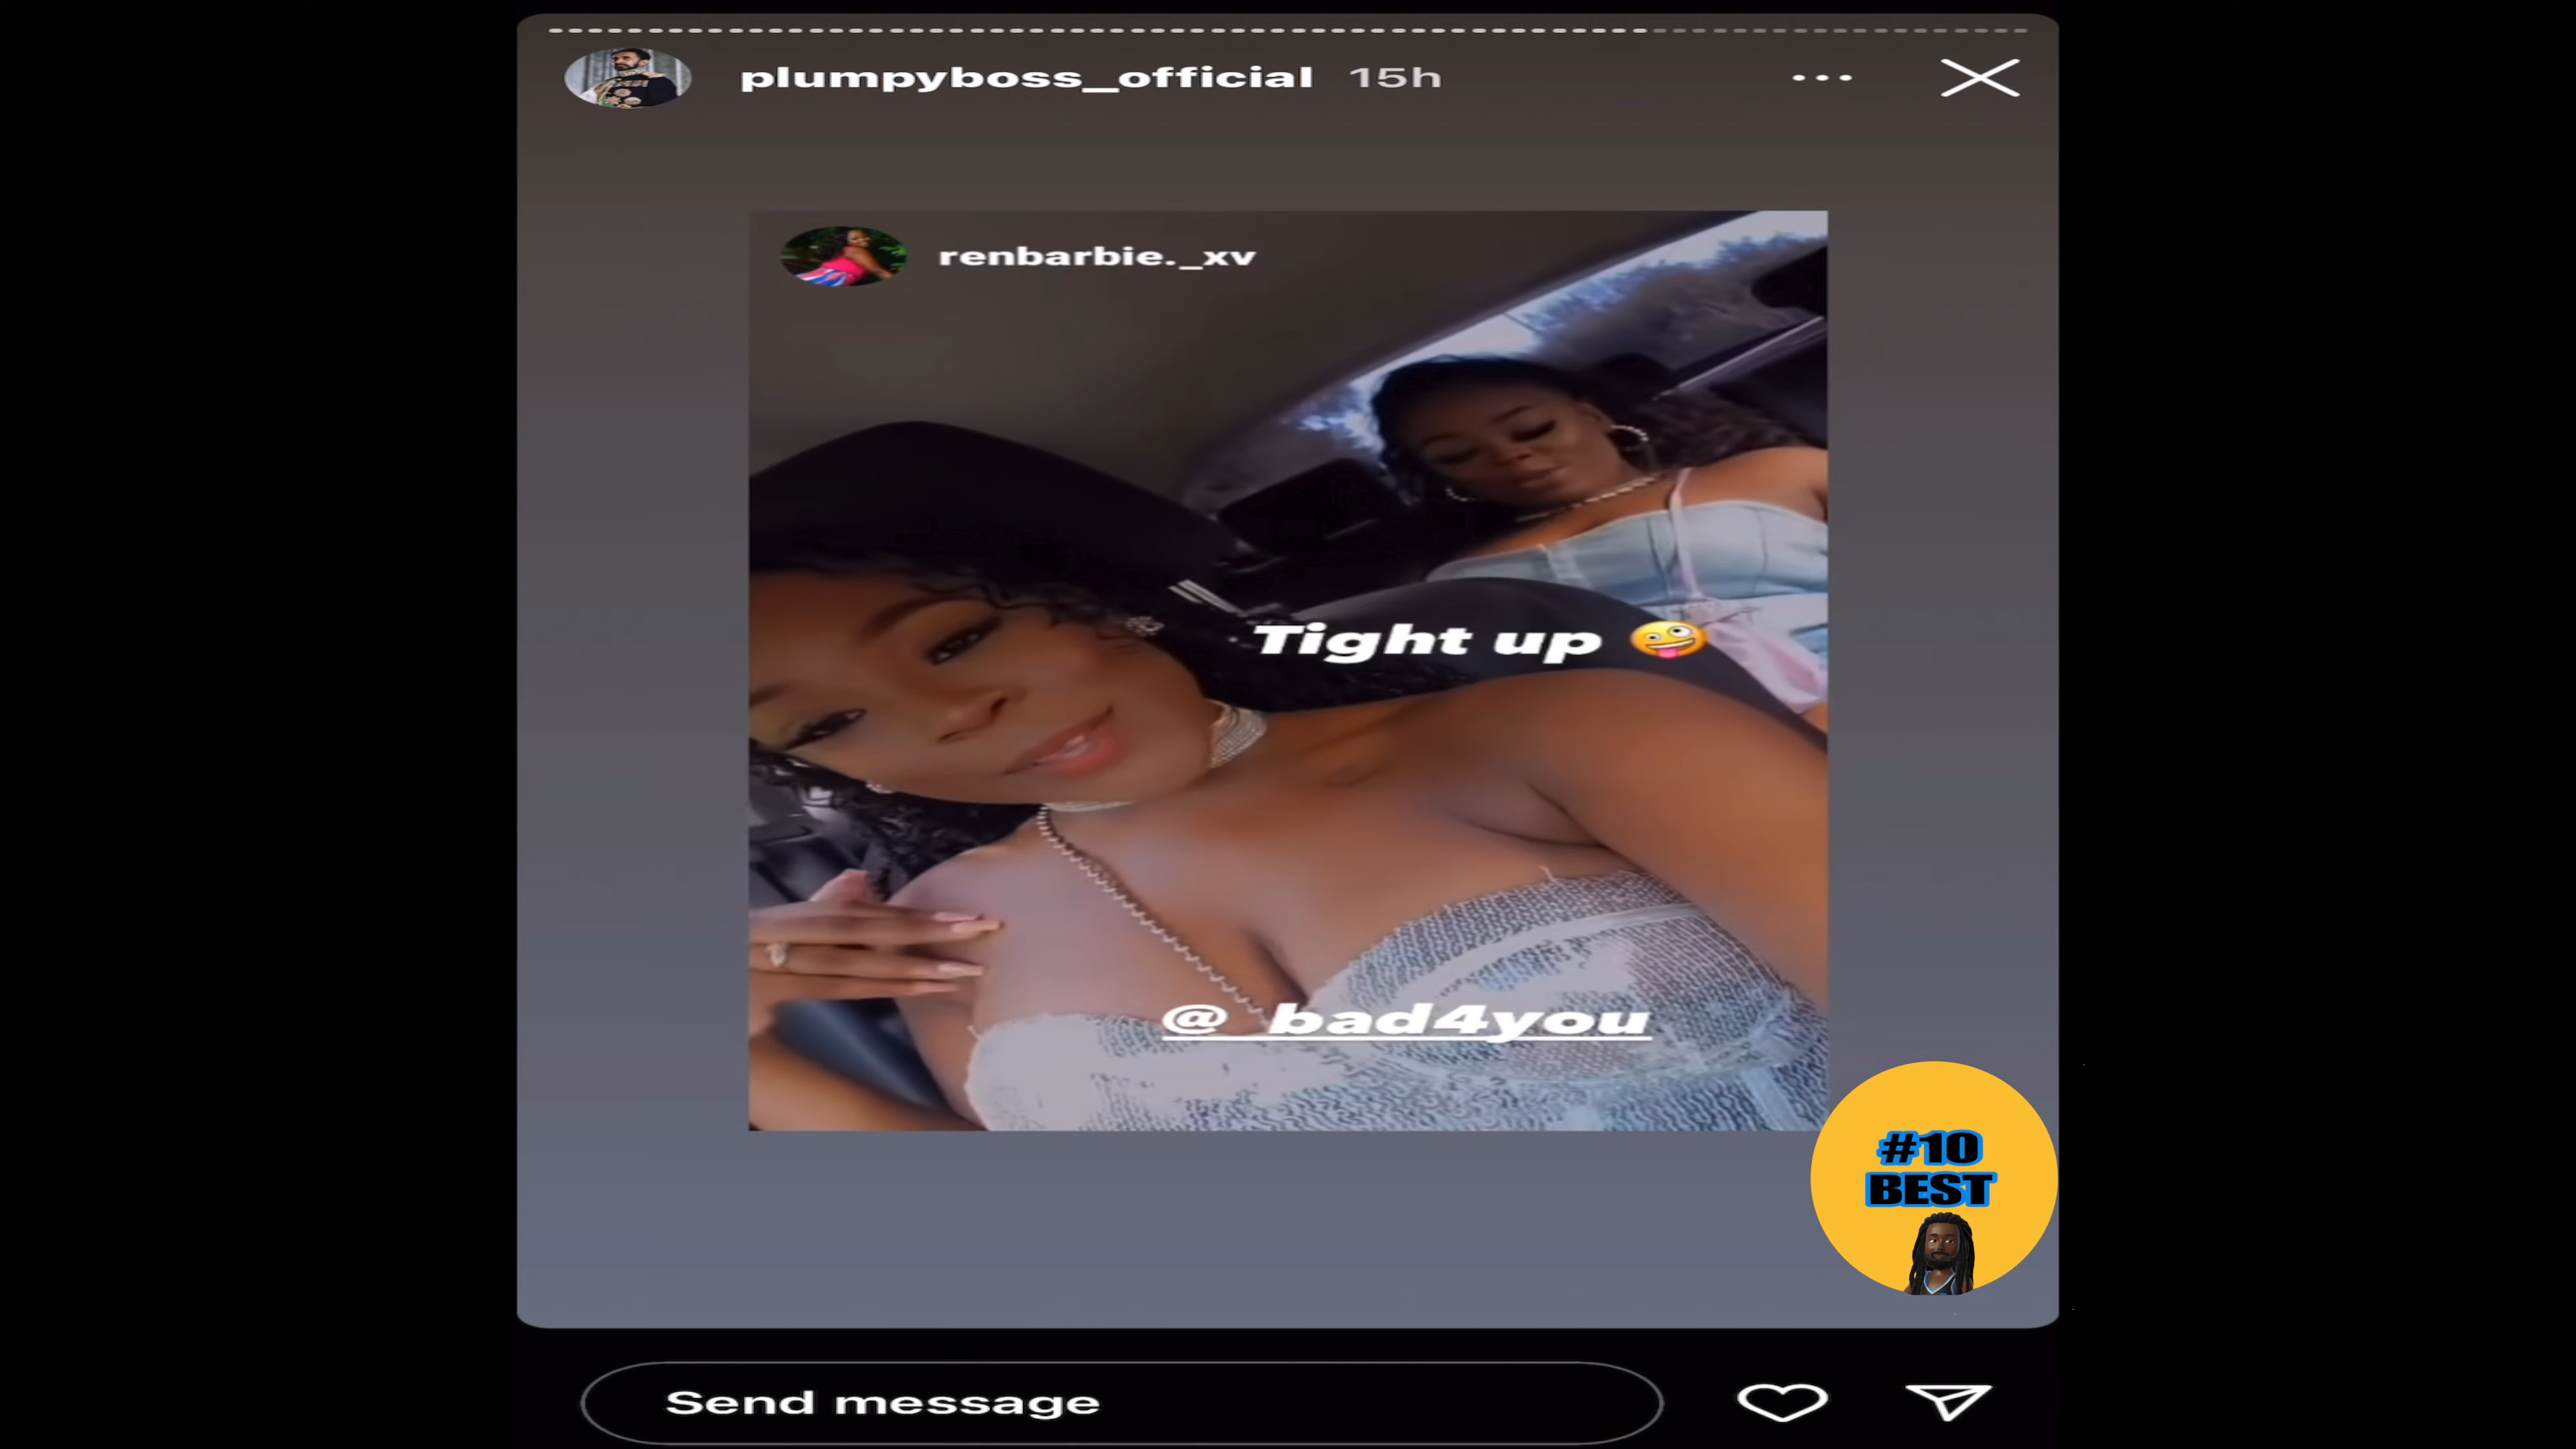 plumpyboss_official 15h
renbarbie._xv
Tight up 🤪
@_bad4you
#10
BEST
Send message